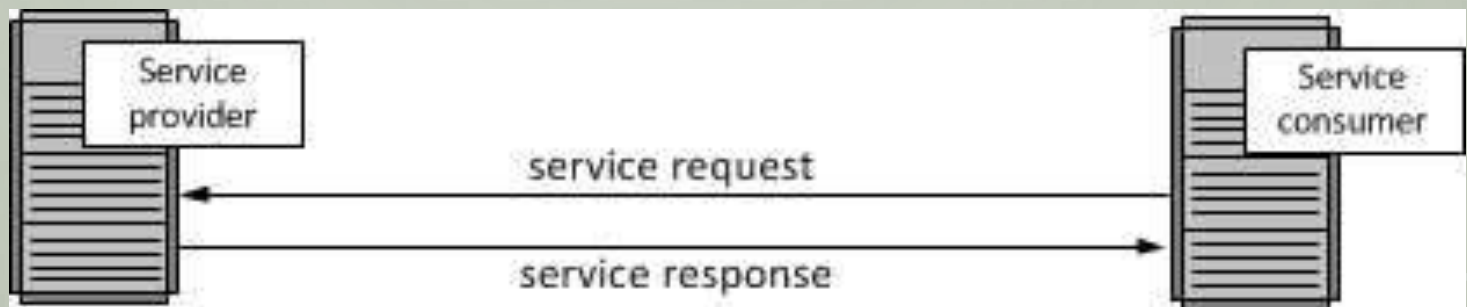 Service
provider
Service
consumer
service request
service response